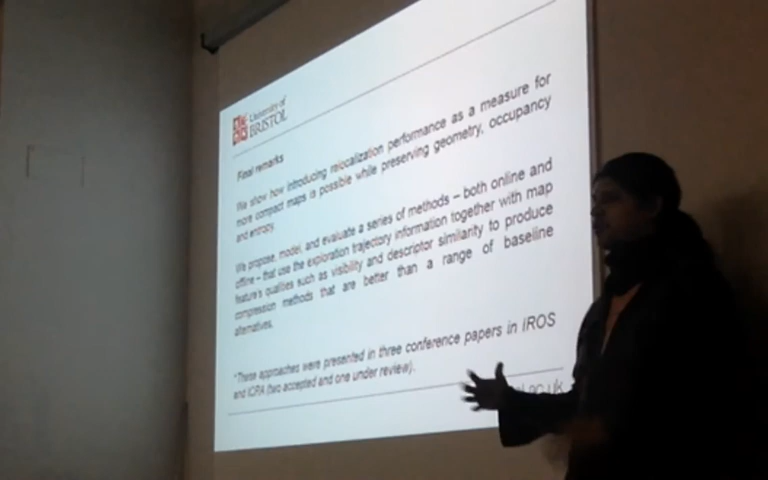 University of
BRISTOL
Final remarks
We show how introducing relocalization performance as a measure for
more compact maps is possible while preserving geometry, occupancy
and entropy.
We propose, model, and evaluate a series of methods – both online and
offline – that use the exploration trajectory information together with map
feature's qualities such as visibility and descriptor similarity to produce
compression methods that are better than a range of baseline
alternatives.
*These approaches were presented in three conference papers in IROS
and ICRA (two accepted and one under review).
ac.uk